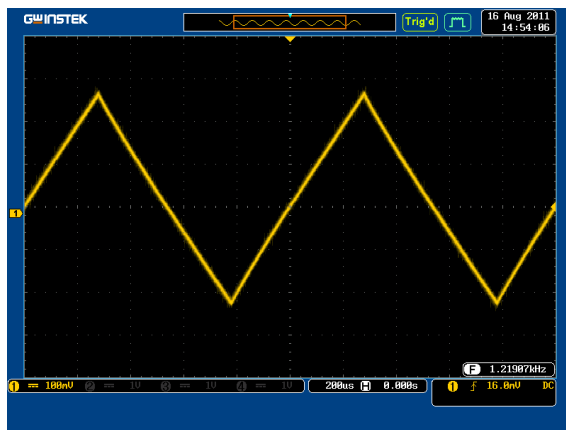 GWINSTEK
Trig'd
16 Aug 2011
14:54:06
1
F 1.21907kHz
1 == 100mV 2 == 1V 3 == 1V 4 == 1V
200us H 0.000s
1 f 16.0mV DC